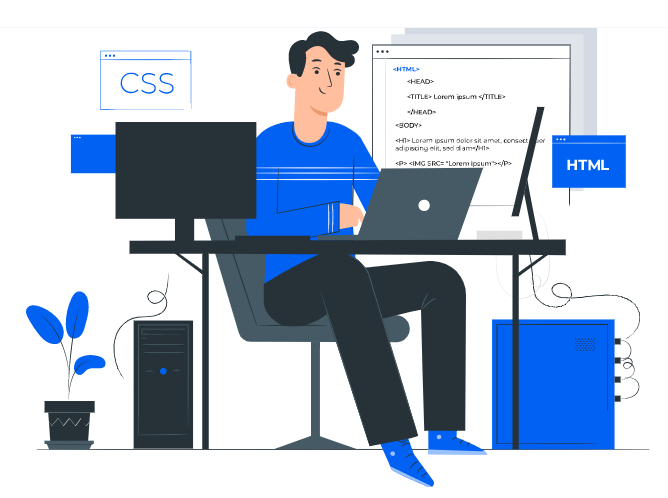 CSS
<HTML>
<HEAD>
<TITLE> Lorem ipsum </TITLE>
</HEAD>
<BODY>
<H1> Lorem ipsum dolor sit amet, consectetuer
adipiscing elit, sed diam</H1>
<P> <IMG SRC= "Lorem ipsum"></P>
HTML